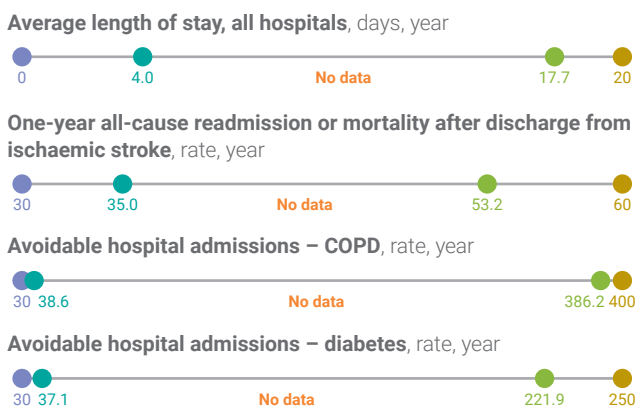 Average length of stay, all hospitals, days, year
0 4.0 No data 17.7 20
One-year all-cause readmission or mortality after discharge from
ischaemic stroke, rate, year
30 35.0 No data 53.2 60
Avoidable hospital admissions – COPD, rate, year
30 38.6 No data 386.2 400
Avoidable hospital admissions – diabetes, rate, year
30 37.1 No data 221.9 250